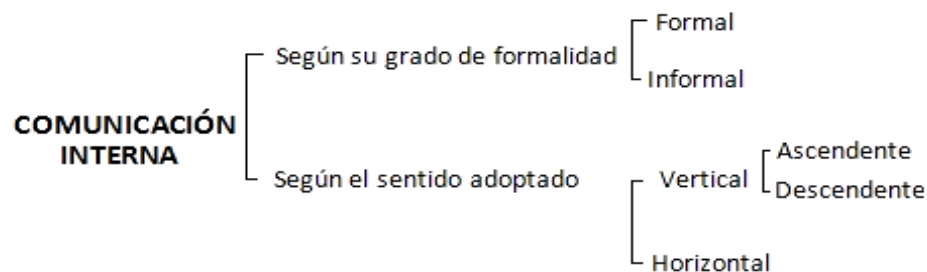 COMUNICACIÓN
INTERNA
Según su grado de formalidad
Formal
Informal
Según el sentido adoptado
Vertical
Ascendente
Descendente
Horizontal